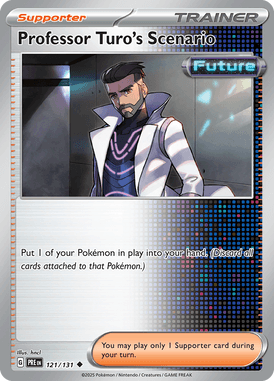 Supporter
TRAINER
Professor Turo's Scenario
Future
Put 1 of your Pokémon in play into your hand. (Discard all
cards attached to that Pokémon.)
Illus. hncl
G PRE EN 121/131 ◆
You may play only 1 Supporter card during
your turn.
©2025 Pokémon / Nintendo / Creatures / GAME FREAK